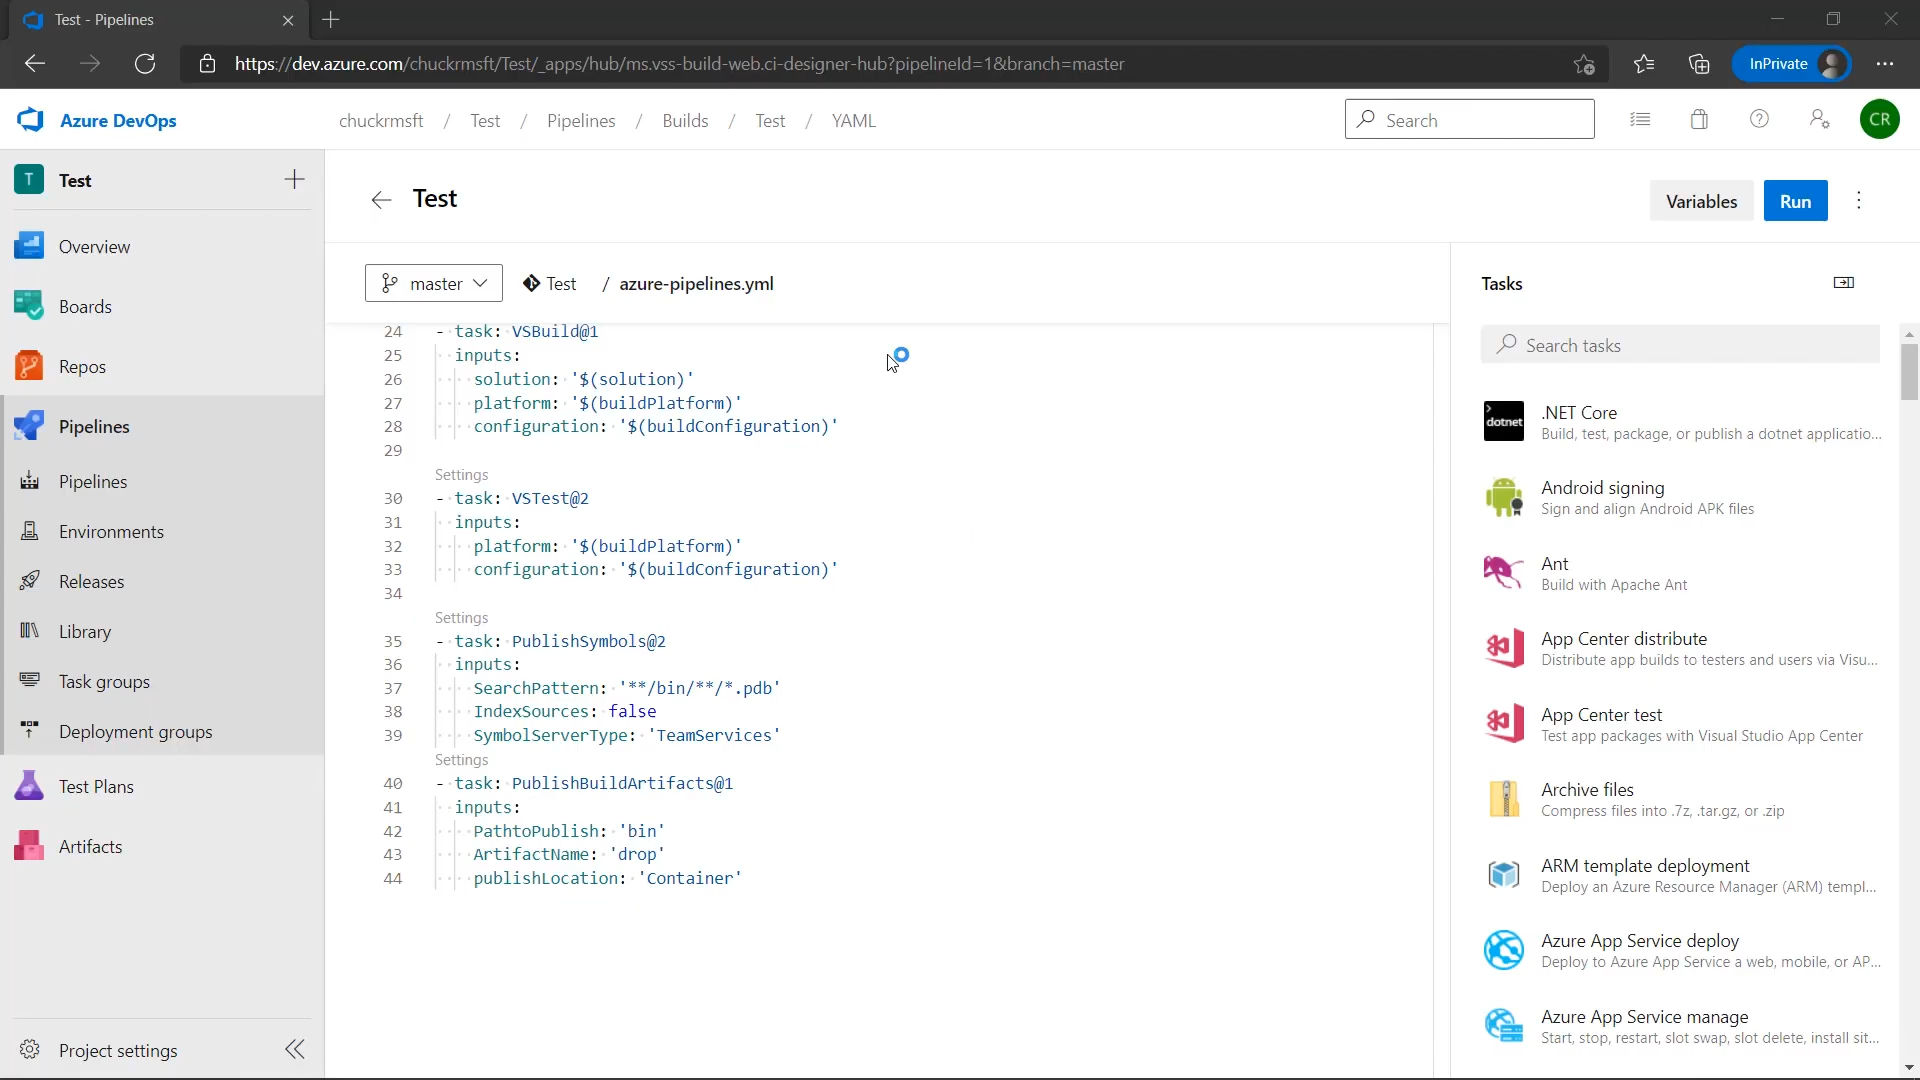 Test - Pipelines
https://dev.azure.com/chuckrmsft/Test/_apps/hub/ms.vss-build-web.ci-designer-hub?pipelineId=1&branch=master
InPrivate
Azure DevOps
chuckrmsft / Test / Pipelines / Builds / Test / YAML
Search
CR
T Test
Overview
Boards
Repos
Pipelines
Pipelines
Environments
Releases
Library
Task groups
Deployment groups
Test Plans
Artifacts
Project settings
Test
Variables
Run
master
Test / azure-pipelines.yml
24 - task: VSBuild@1
25 inputs:
26 solution: '$(solution)'
27 platform: '$(buildPlatform)'
28 configuration: '$(buildConfiguration)'
29
Settings
30 - task: VSTest@2
31 inputs:
32 platform: '$(buildPlatform)'
33 configuration: '$(buildConfiguration)'
34
Settings
35 - task: PublishSymbols@2
36 inputs:
37 SearchPattern: '**/bin/**/*.pdb'
38 IndexSources: false
39 SymbolServerType: 'TeamServices'
Settings
40 - task: PublishBuildArtifacts@1
41 inputs:
42 PathtoPublish: 'bin'
43 ArtifactName: 'drop'
44 publishLocation: 'Container'
Tasks
Search tasks
dotnet
.NET Core
Build, test, package, or publish a dotnet applicatio...
Android signing
Sign and align Android APK files
Ant
Build with Apache Ant
App Center distribute
Distribute app builds to testers and users via Visu...
App Center test
Test app packages with Visual Studio App Center
Archive files
Compress files into .7z, .tar.gz, or .zip
ARM template deployment
Deploy an Azure Resource Manager (ARM) templ...
Azure App Service deploy
Deploy to Azure App Service a web, mobile, or AP...
Azure App Service manage
Start, stop, restart, slot swap, slot delete, install sit...